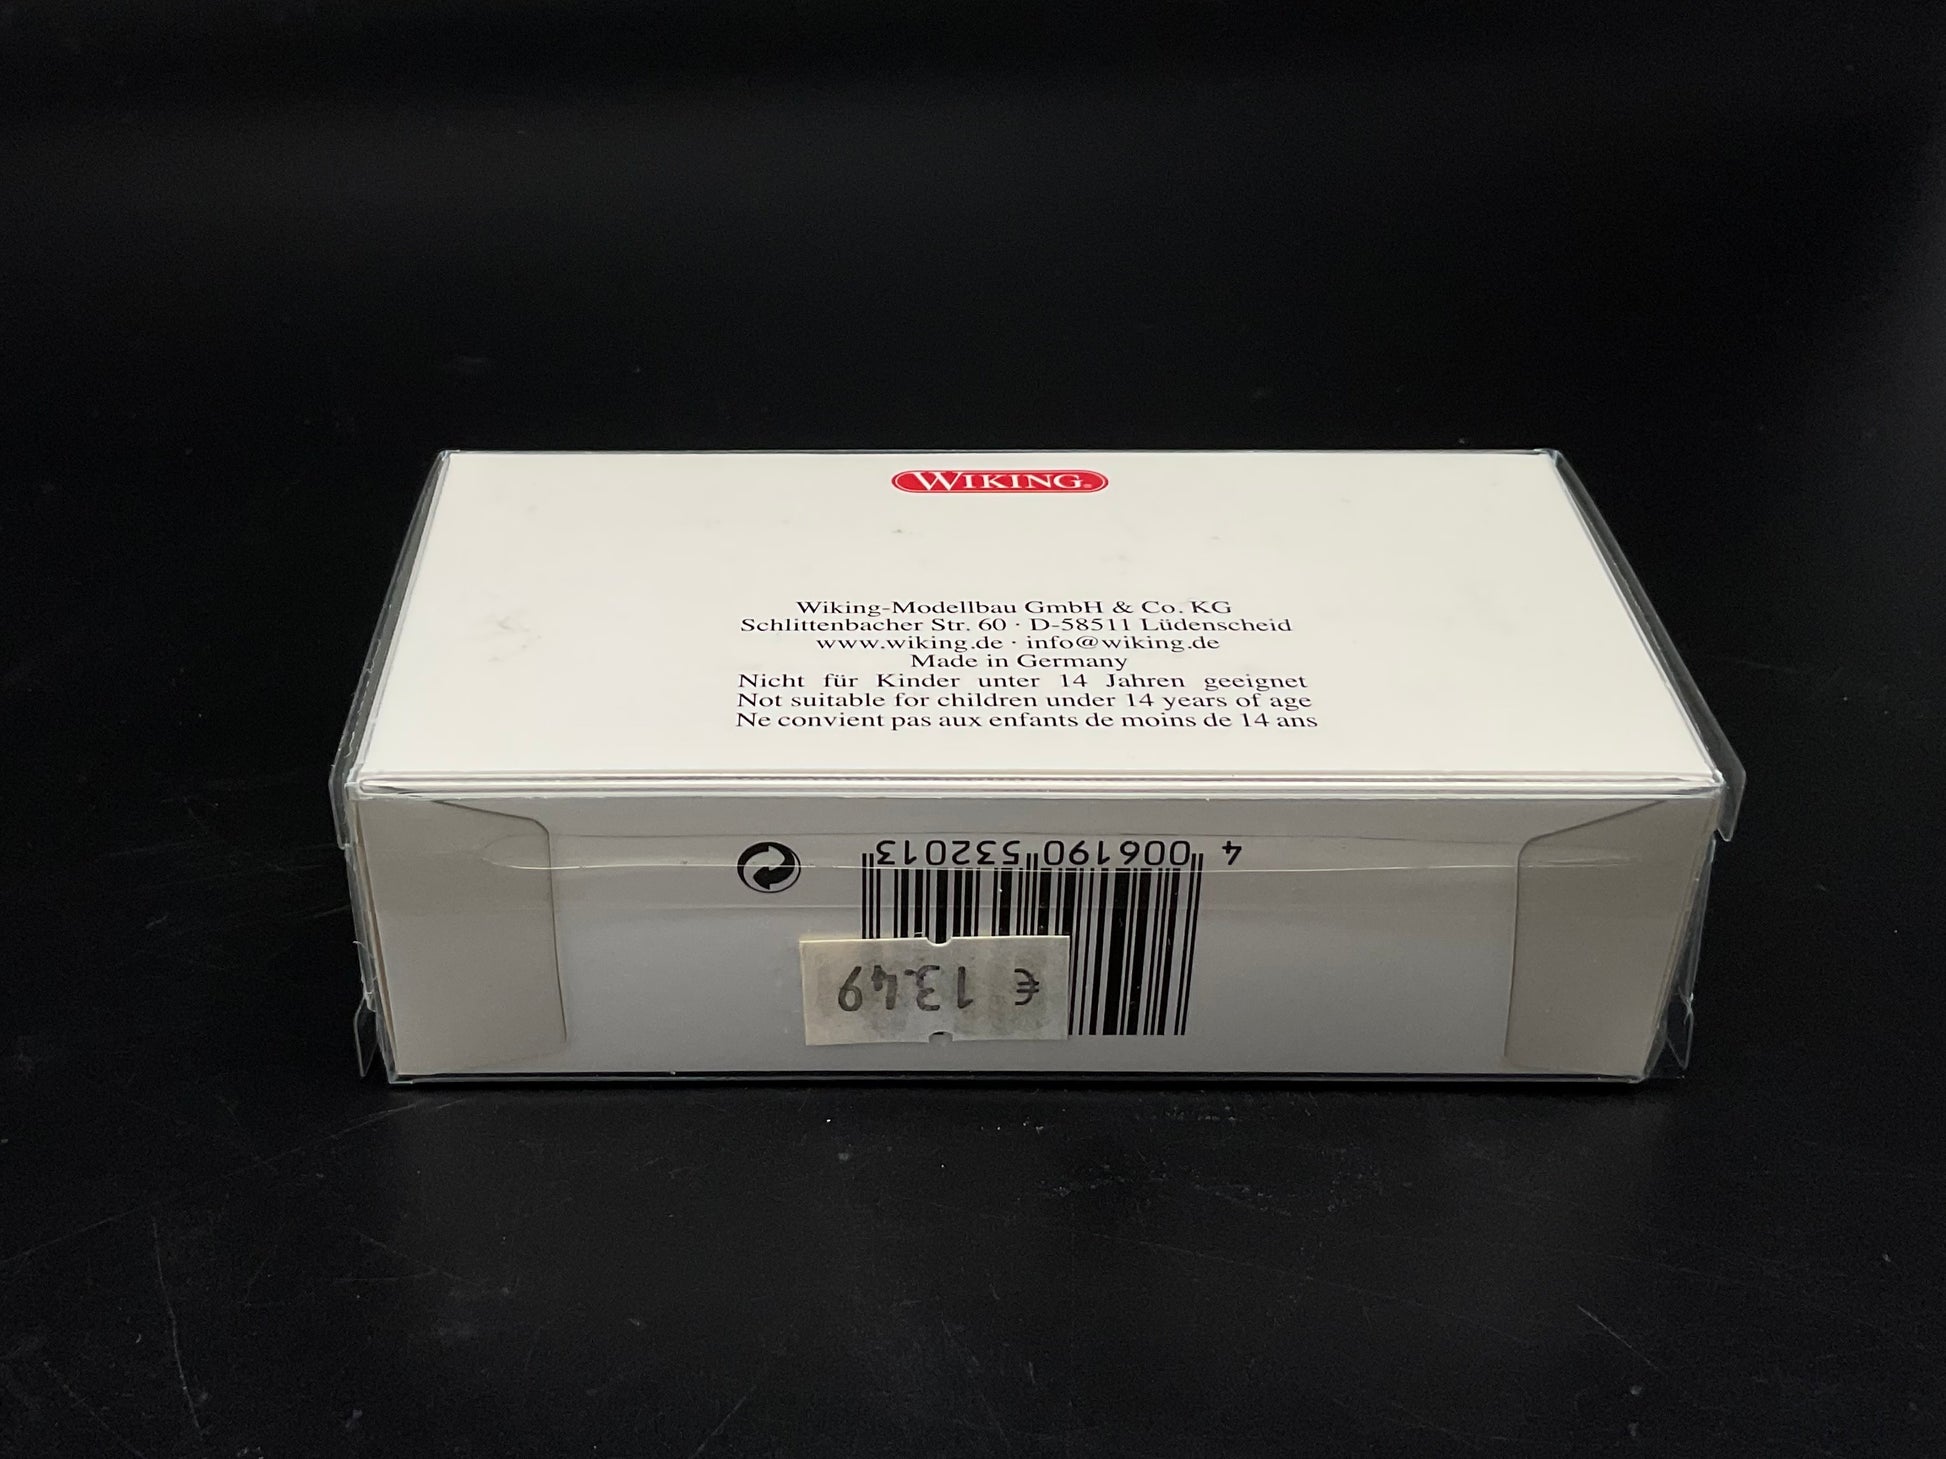 WIKING®
Wiking-Modellbau GmbH & Co. KG
Schlittenbacher Str. 60 · D-58511 Lüdenscheid
www.wiking.de · info@wiking.de
Made in Germany
Nicht für Kinder unter 14 Jahren geeignet
Not suitable for children under 14 years of age
Ne convient pas aux enfants de moins de 14 ans
4 006190 532013
€ 13.49